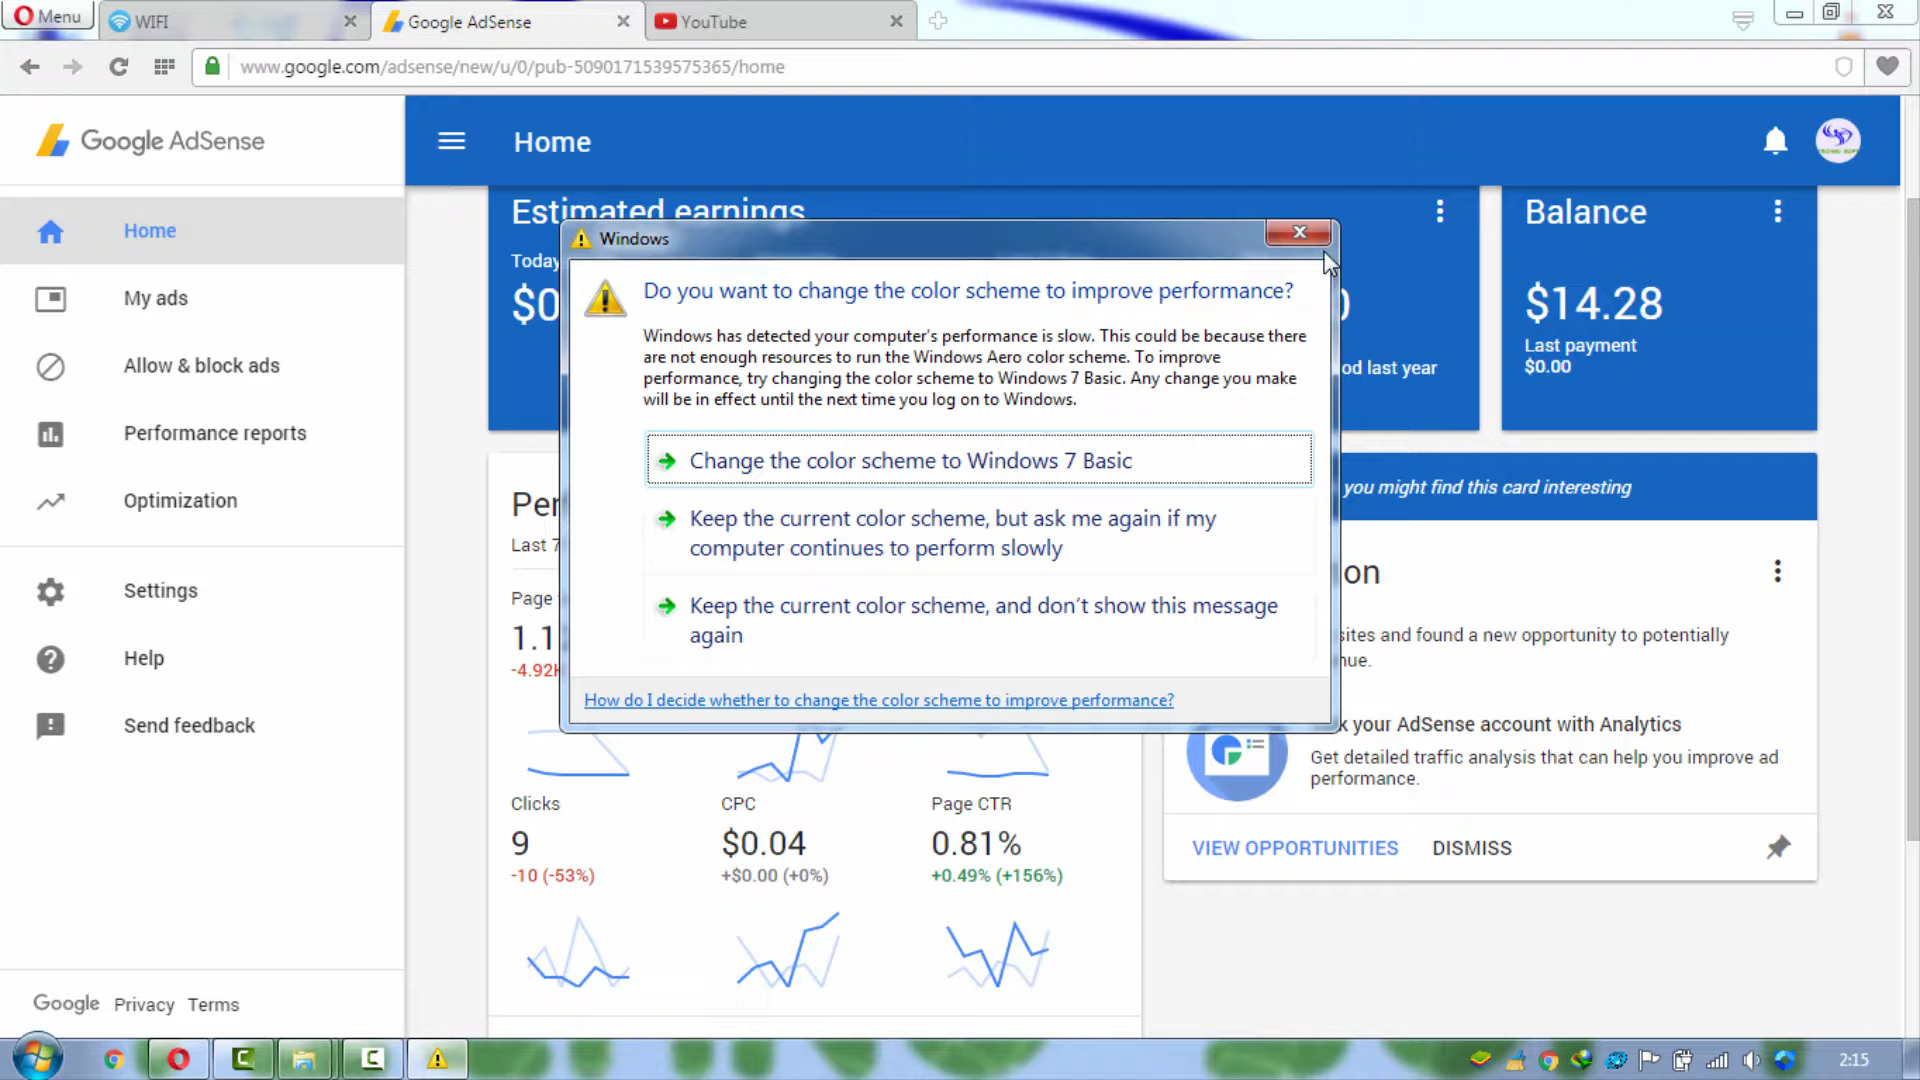 Menu
WIFI
Google AdSense
YouTube
www.google.com/adsense/new/u/0/pub-5090171539575365/home
Google AdSense
Home
Home
My ads
Allow & block ads
Performance reports
Optimization
Settings
Help
Send feedback
Google Privacy Terms
Estimated earnings
Today
$0
0
od last year
Balance
$14.28
Last payment
$0.00
Windows
Do you want to change the color scheme to improve performance?
Windows has detected your computer's performance is slow. This could be because there
are not enough resources to run the Windows Aero color scheme. To improve
performance, try changing the color scheme to Windows 7 Basic. Any change you make
will be in effect until the next time you log on to Windows.
Change the color scheme to Windows 7 Basic
Keep the current color scheme, but ask me again if my
computer continues to perform slowly
Keep the current color scheme, and don't show this message
again
How do I decide whether to change the color scheme to improve performance?
Per
Last 7
Page
1.1
-4.92K
Clicks
9
-10 (-53%)
CPC
$0.04
+$0.00 (+0%)
Page CTR
0.81%
+0.49% (+156%)
you might find this card interesting
on
sites and found a new opportunity to potentially
nue.
k your AdSense account with Analytics
Get detailed traffic analysis that can help you improve ad
performance.
VIEW OPPORTUNITIES DISMISS
2:15